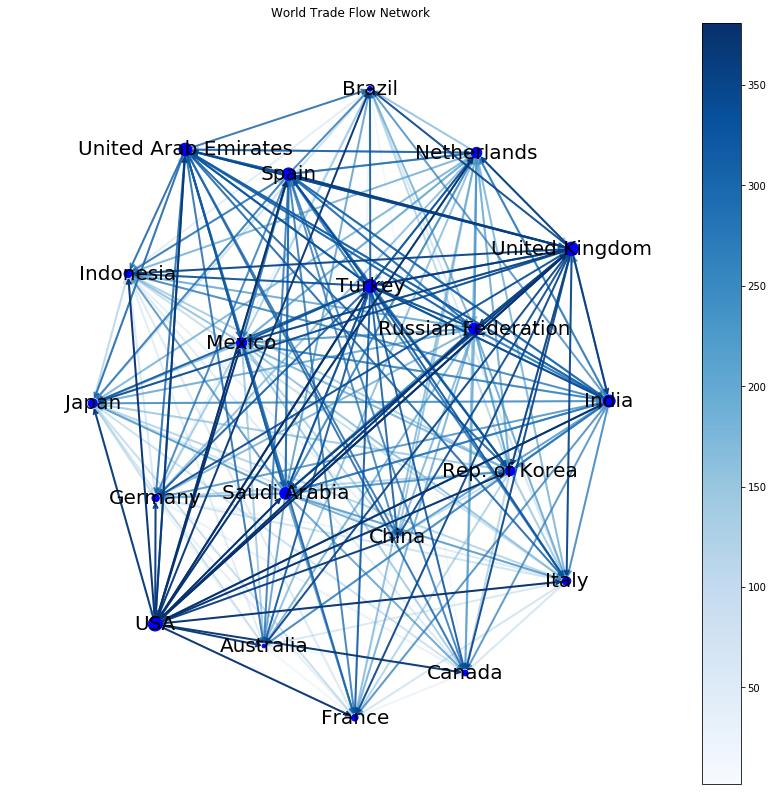 World Trade Flow Network
Brazil
United Arab Emirates
Netherlands
Spain
United Kingdom
Indonesia
Turkey
Russian Federation
Mexico
Japan
India
Rep. of Korea
Germany
Saudi Arabia
China
Italy
USA
Australia
Canada
France
350
300
250
200
150
100
50